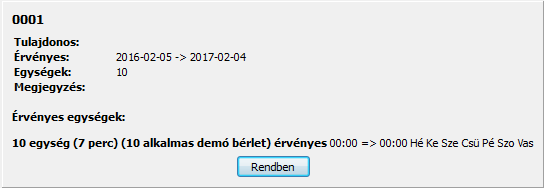 0001
Tulajdonos:
Érvényes: 2016-02-05 -> 2017-02-04
Egységek: 10
Megjegyzés:
Érvényes egységek:
10 egység (7 perc) (10 alkalmas demó bérlet) érvényes 00:00 => 00:00 Hé Ke Sze Csü Pé Szo Vas
Rendben